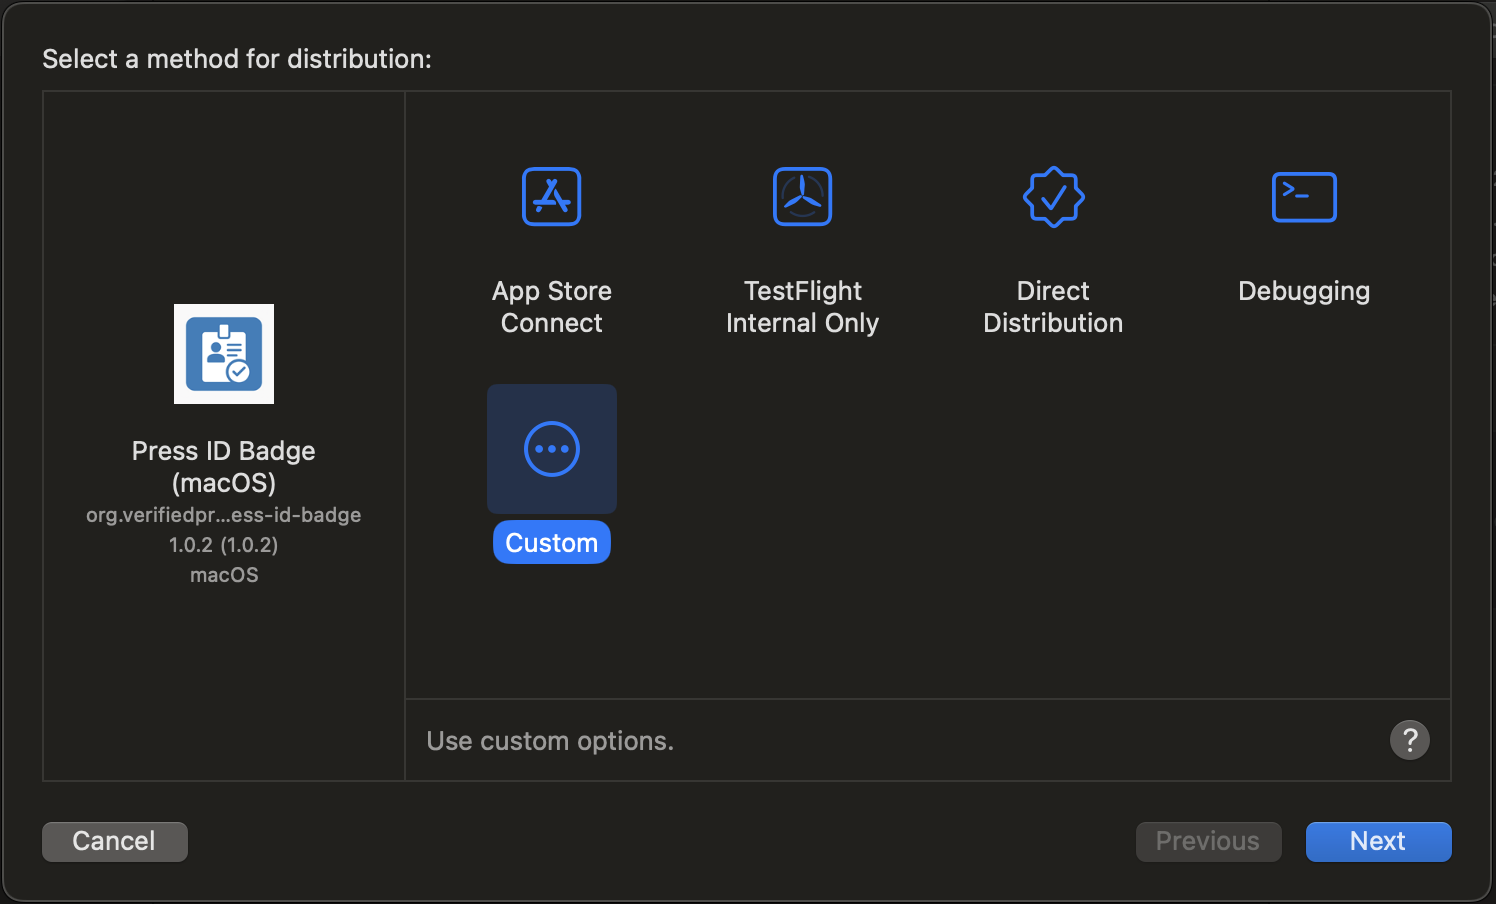 Select a method for distribution:
App Store
Connect
TestFlight
Internal Only
Direct
Distribution
Debugging
Custom
Press ID Badge
(macOS)
org.verifiedpr...ess-id-badge
1.0.2 (1.0.2)
macOS
Use custom options.
?
Cancel
Previous
Next